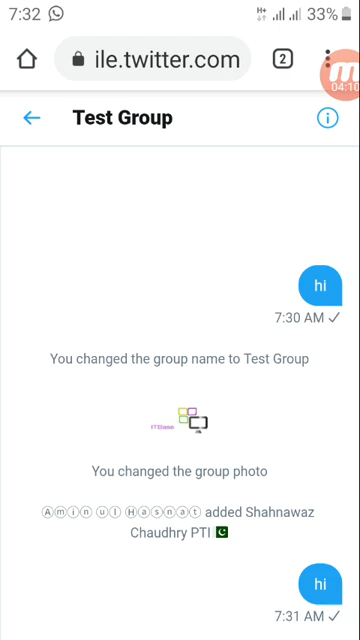 7:32 H+ 33%
ile.twitter.com 2
04:10
Test Group
hi
7:30 AM ✓
You changed the group name to Test Group
You changed the group photo
Ⓐⓜⓘⓝ ⓤⓛ Ⓗⓐⓢⓝⓐⓣ added Shahnawaz
Chaudhry PTI 🇵🇰
hi
7:31 AM ✓